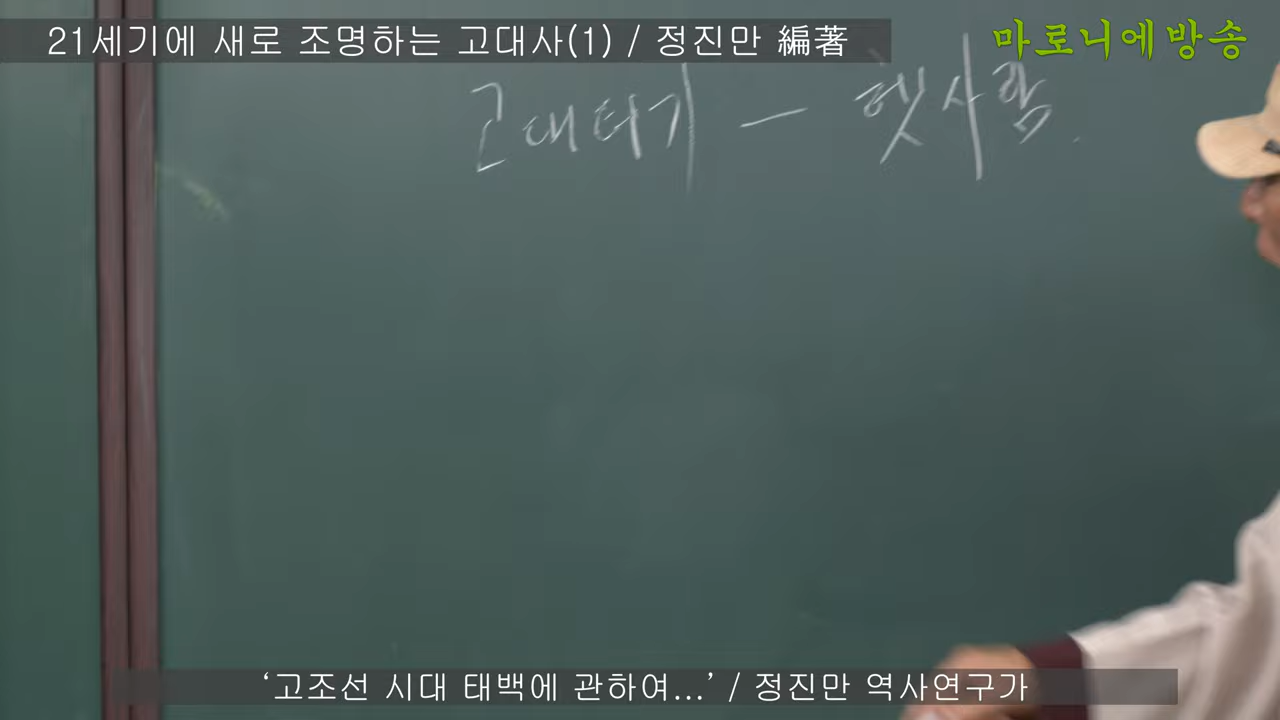 21세기에 새로 조명하는 고대사(1) / 정진만 編著
마로니에방송
고대터기 - 햇사람.
‘고조선 시대 태백에 관하여...’ / 정진만 역사연구가